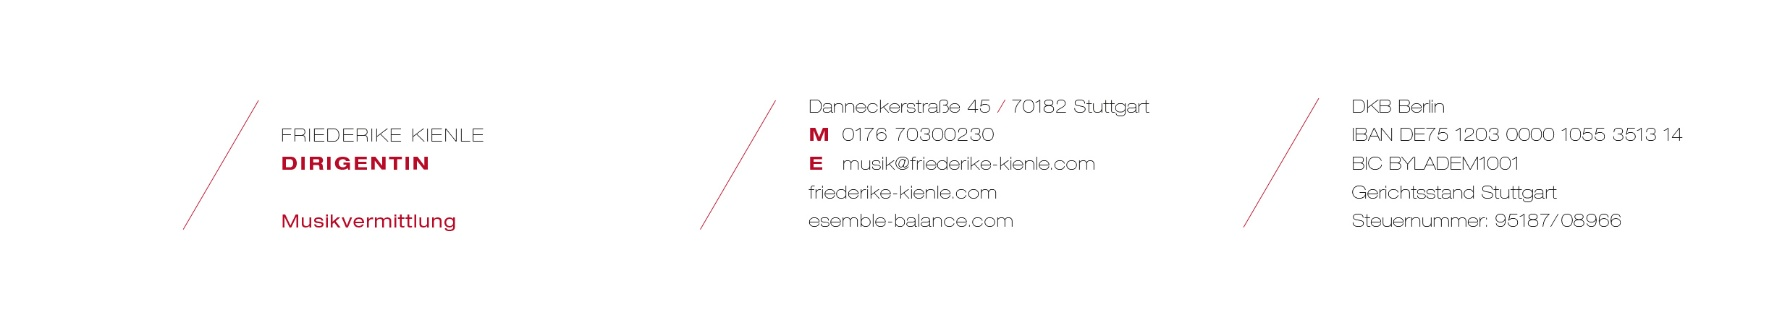 FRIEDERIKE KIENLE
DIRIGENTIN
Musikvermittlung
Danneckerstraße 45 / 70182 Stuttgart
M 0176 70300230
E musik@friederike-kienle.com
friederike-kienle.com
esemble-balance.com
DKB Berlin
IBAN DE75 1203 0000 1055 3513 14
BIC BYLADEM1001
Gerichtsstand Stuttgart
Steuernummer: 95187/08966